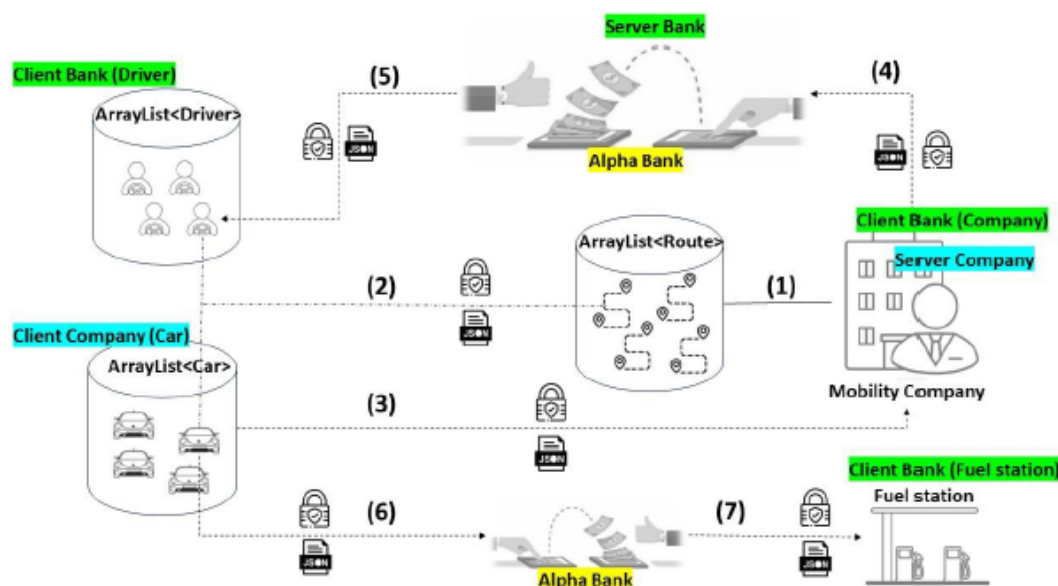 Server Bank
Client Bank (Driver)
(5)
(4)
ArrayList<Driver>
JSON
JSON
Alpha Bank
Client Bank (Company)
ArrayList<Route>
Server Company
(2)
(1)
JSON
Client Company (Car)
ArrayList<Car>
Mobility Company
(3)
JSON
Client Bank (Fuel station)
Fuel station
(6)
(7)
JSON
JSON
Alpha Bank